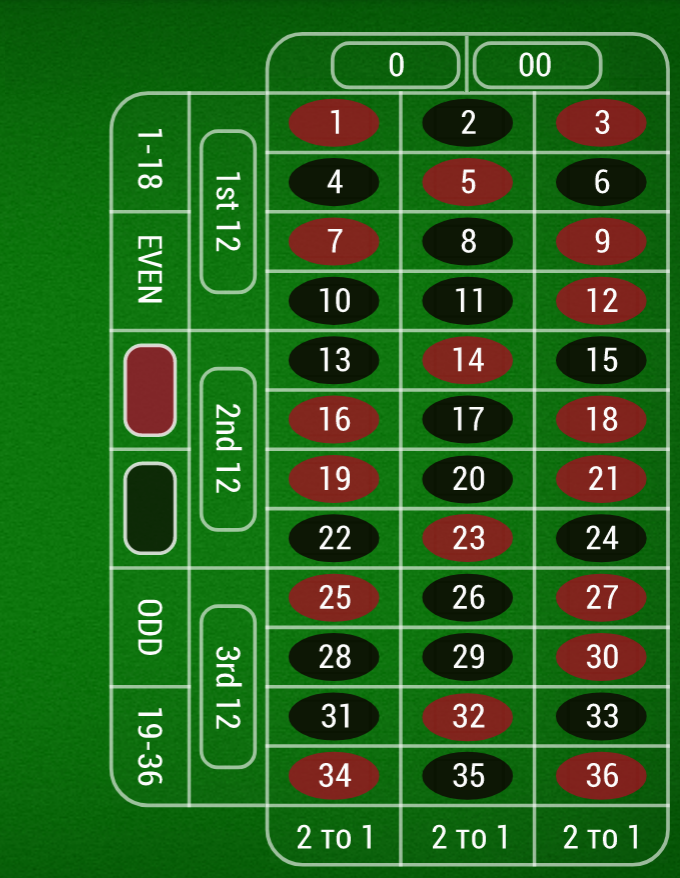 0 00
1 2 3
4 5 6
7 8 9
10 11 12
13 14 15
16 17 18
19 20 21
22 23 24
25 26 27
28 29 30
31 32 33
34 35 36
2 TO 1 2 TO 1 2 TO 1
1st 12
2nd 12
3rd 12
1-18
EVEN
ODD
19-36